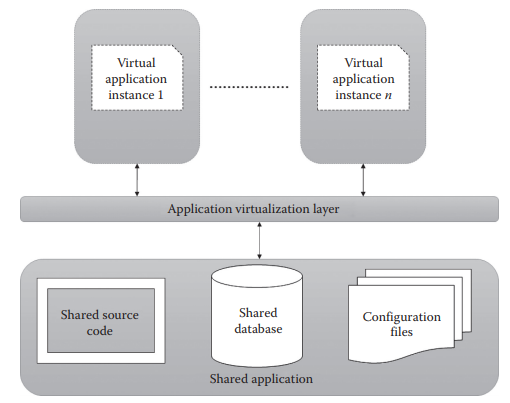 Virtual
application
instance 1
Virtual
application
instance n
Application virtualization layer
Shared source
code
Shared
database
Configuration
files
Shared application